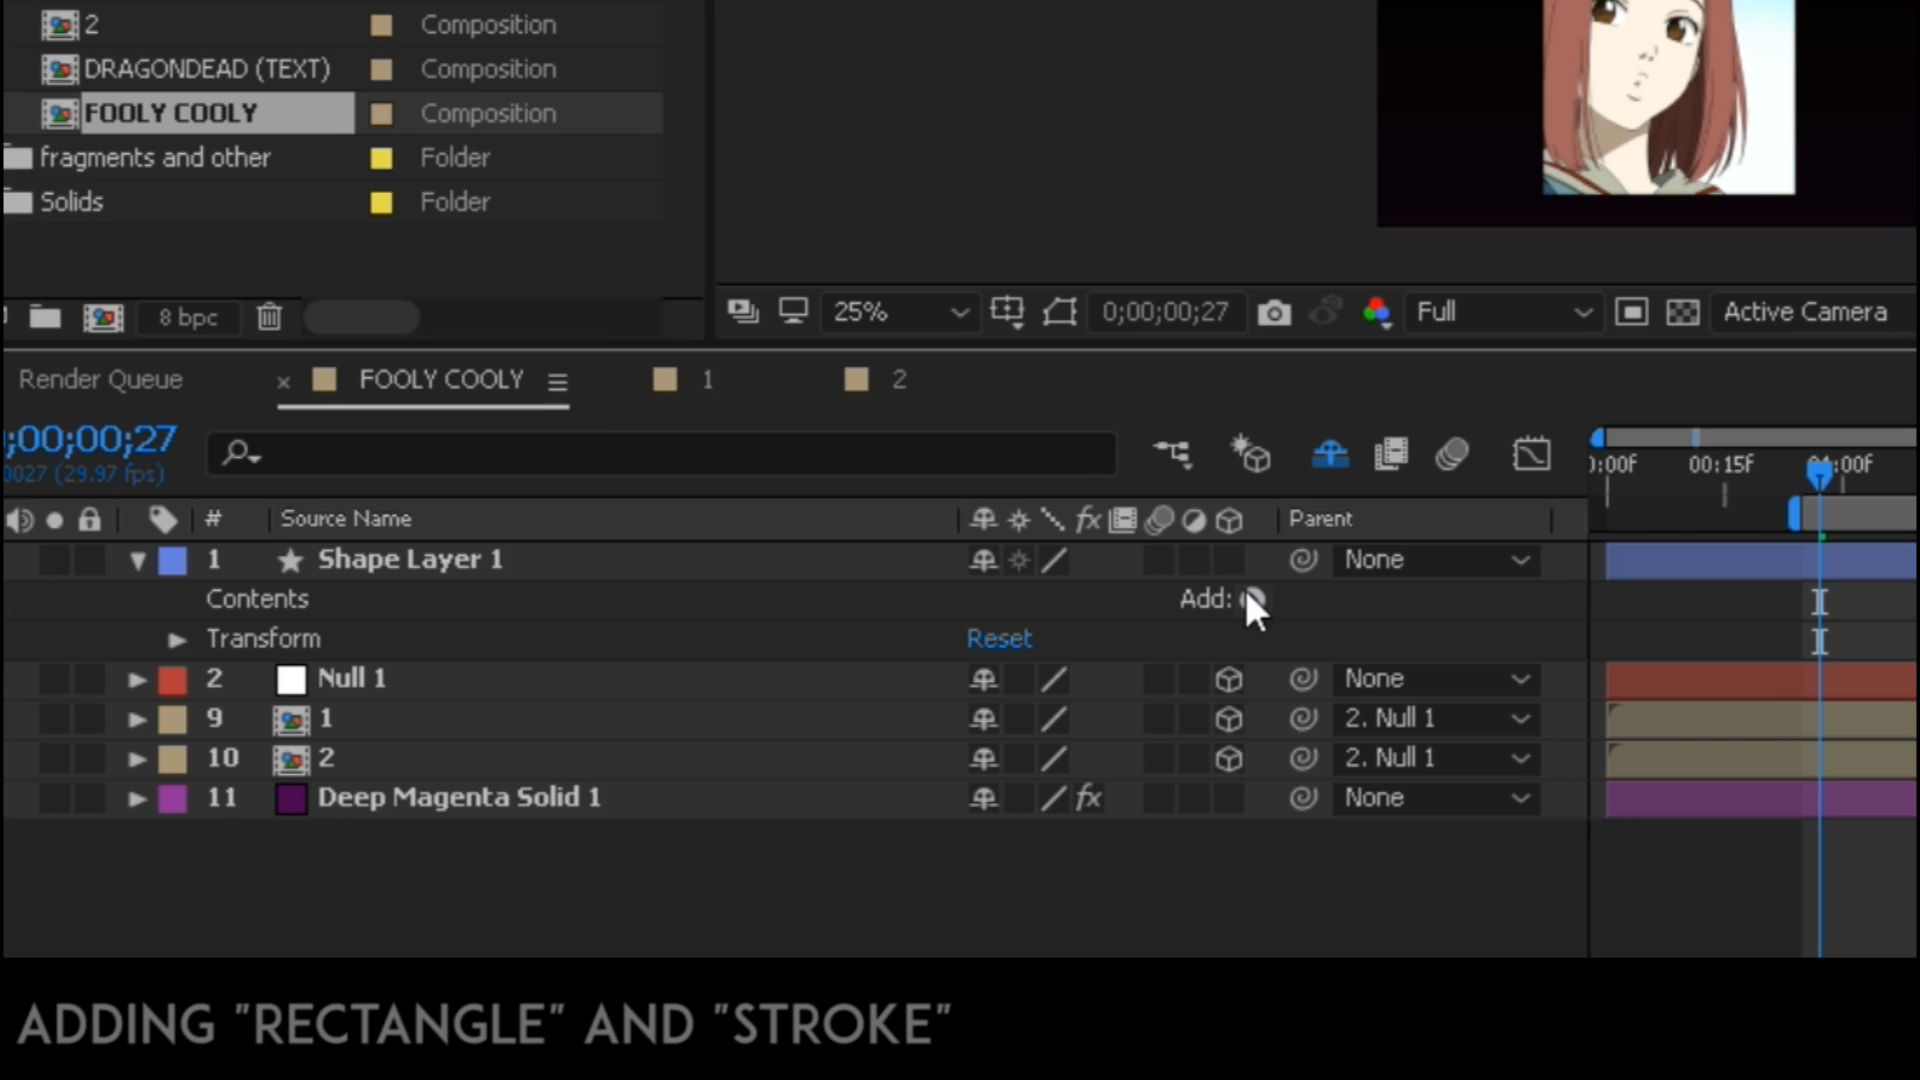 2 Composition
DRAGONDEAD (TEXT) Composition
FOOLY COOLY Composition
fragments and other Folder
Solids Folder
8 bpc
25% 0;00;00;27 Full Active Camera
Render Queue FOOLY COOLY 1 2
;00;00;27
0027 (29.97 fps)
):00f 00:15f :00f
# Source Name fx Parent
1 Shape Layer 1 None
Contents Add:
Transform Reset
2 Null 1 None
9 1 2. Null 1
10 2 2. Null 1
11 Deep Magenta Solid 1 fx None
ADDING "RECTANGLE" AND "STROKE"